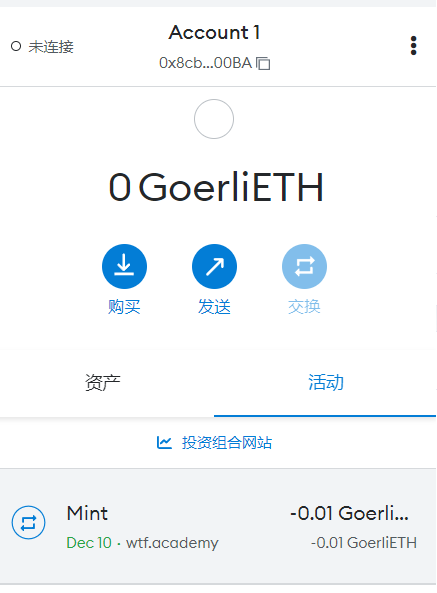 未连接
Account 1
0x8cb...00BA
0 GoerliETH
购买
发送
交换
资产
活动
投资组合网站
Mint
-0.01 Goerli...
Dec 10 · wtf.academy
-0.01 GoerliETH